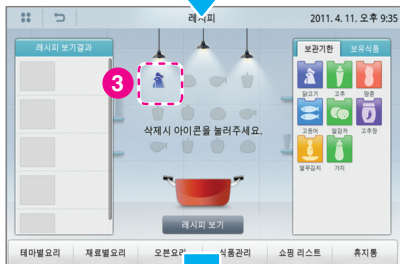 레시피
2011. 4. 11. 오후 9:35
레시피 보기결과
보관기한
보유식품
3
닭고기
고추
땅콩
고등어
알감자
고추장
열무김치
가지
삭제시 아이콘을 눌러주세요.
레시피 보기
테마별요리
재료별요리
오븐요리
식품관리
쇼핑 리스트
휴지통